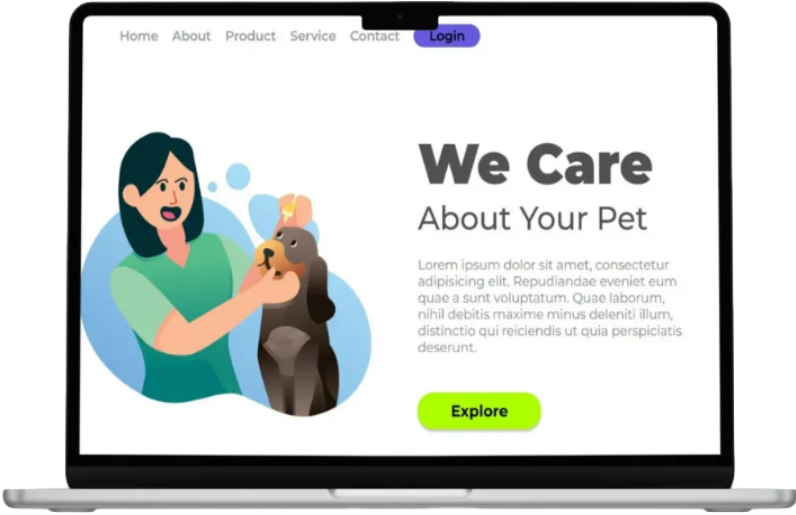 Home About Product Service Contact Login
We Care
About Your Pet
Lorem ipsum dolor sit amet, consectetur
adipisicing elit. Repudiandae eveniet eum
quae a sunt voluptatum. Quae laborum,
nihil debitis maxime minus deleniti illum,
distinctio qui reiciendis ut quia perspiciatis
deserunt.
Explore